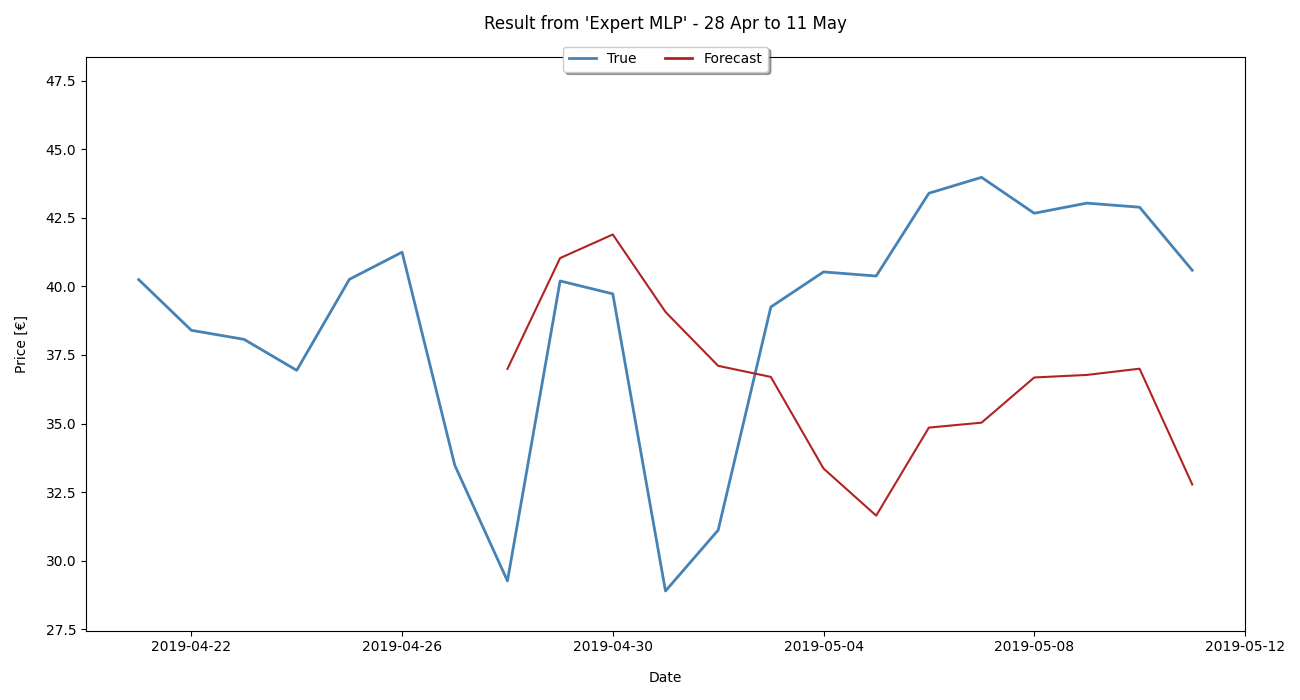 Result from 'Expert MLP' - 28 Apr to 11 May
True Forecast
47.5
45.0
42.5
40.0
37.5
35.0
32.5
30.0
27.5
Price [€]
2019-04-22 2019-04-26 2019-04-30 2019-05-04 2019-05-08 2019-05-12
Date